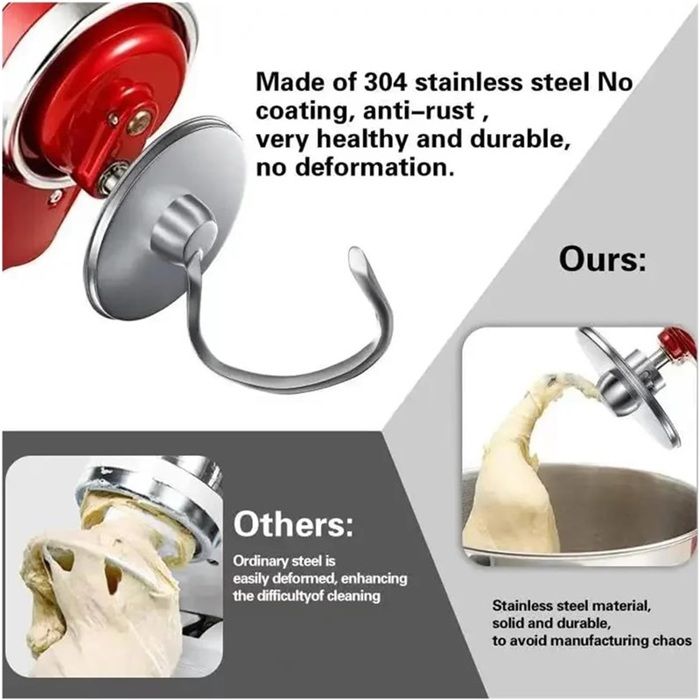 Made of 304 stainless steel No
coating, anti-rust ,
very healthy and durable,
no deformation.
Ours:
Others:
Ordinary steel is
easily deformed, enhancing
the difficultyof cleaning
Stainless steel material,
solid and durable,
to avoid manufacturing chaos